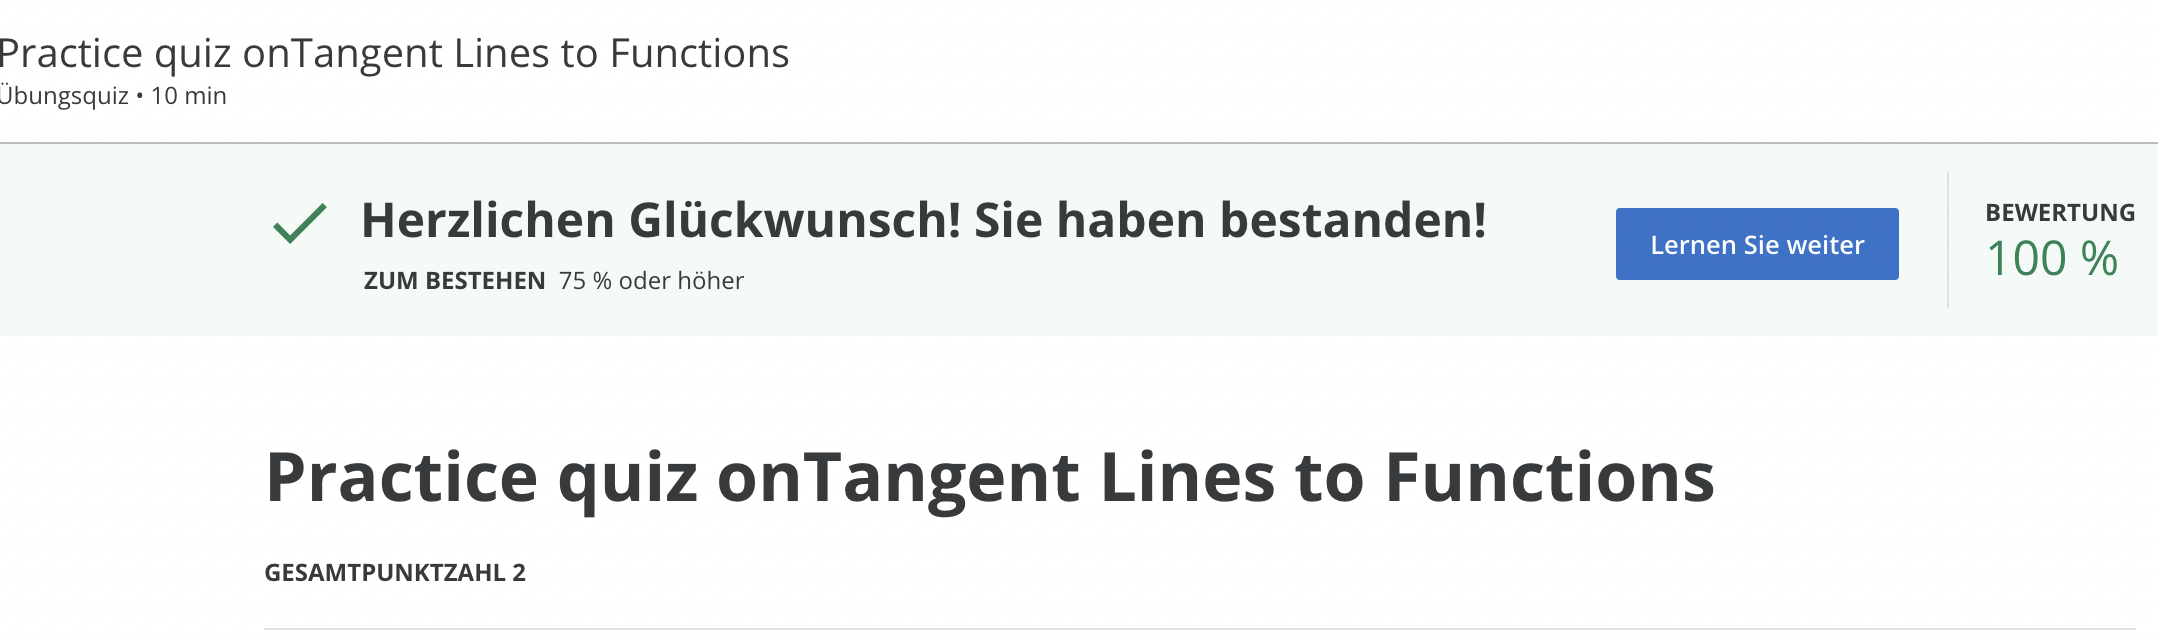 Practice quiz onTangent Lines to Functions
Übungsquiz • 10 min
Herzlichen Glückwunsch! Sie haben bestanden!
ZUM BESTEHEN 75 % oder höher
Lernen Sie weiter
BEWERTUNG
100 %
Practice quiz onTangent Lines to Functions
GESAMTPUNKTZAHL 2